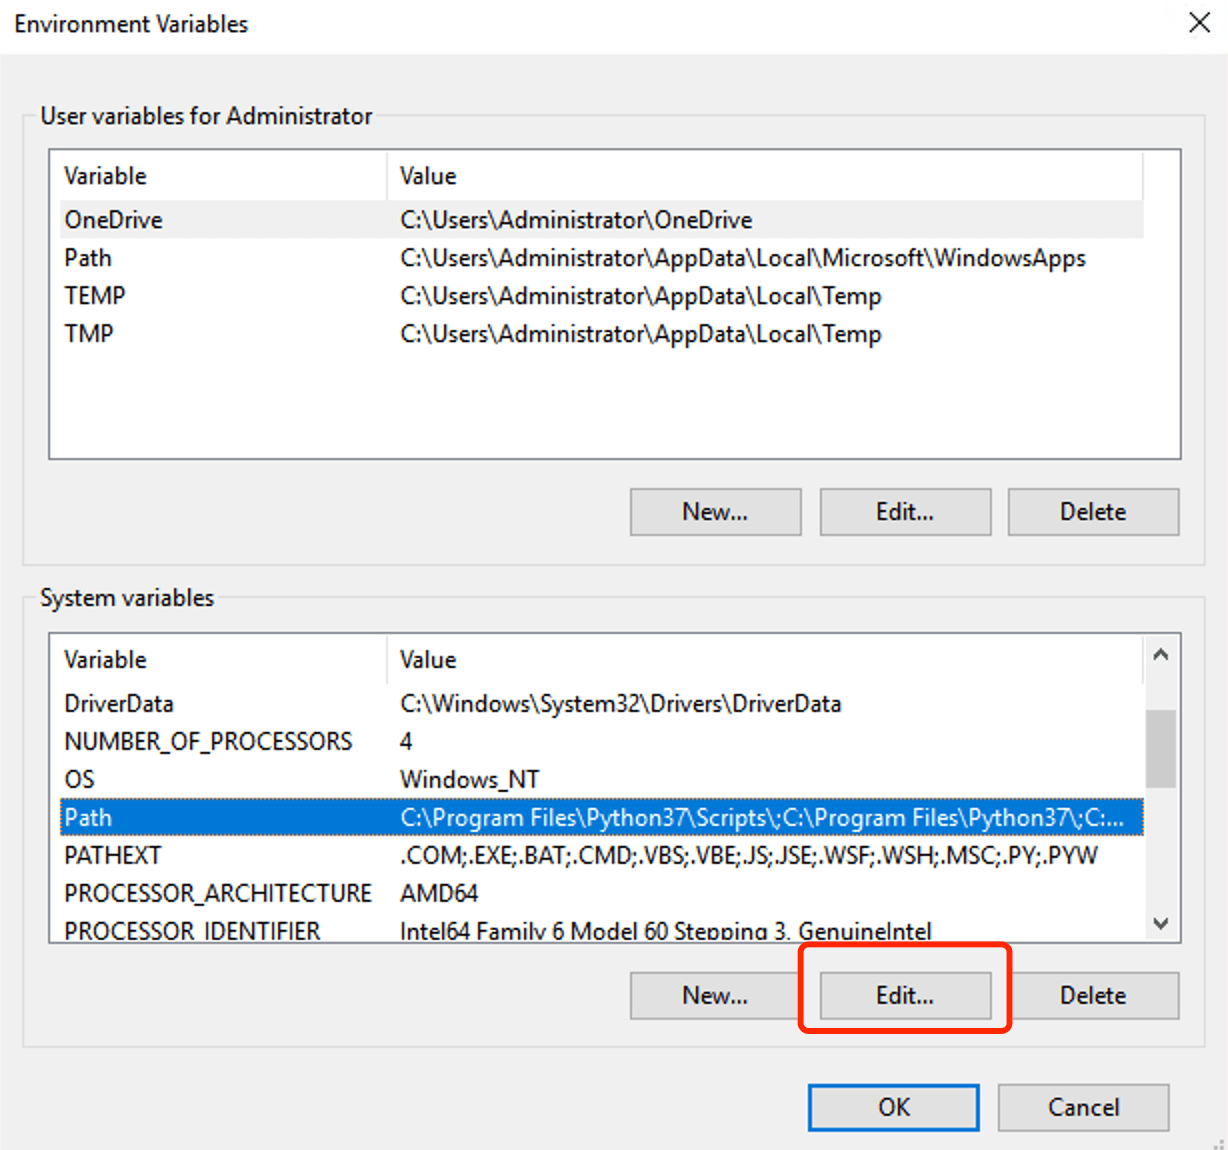 Environment Variables
User variables for Administrator
Variable Value
OneDrive C:\Users\Administrator\OneDrive
Path C:\Users\Administrator\AppData\Local\Microsoft\WindowsApps
TEMP C:\Users\Administrator\AppData\Local\Temp
TMP C:\Users\Administrator\AppData\Local\Temp
New... Edit... Delete
System variables
Variable Value
DriverData C:\Windows\System32\Drivers\DriverData
NUMBER_OF_PROCESSORS 4
OS Windows_NT
Path C:\Program Files\Python37\Scripts\;C:\Program Files\Python37\;C:...
PATHEXT .COM;.EXE;.BAT;.CMD;.VBS;.VBE;.JS;.JSE;.WSF;.WSH;.MSC;.PY;.PYW
PROCESSOR_ARCHITECTURE AMD64
PROCESSOR_IDENTIFIER Intel64 Family 6 Model 60 Stepping 3, GenuineIntel
New... Edit... Delete
OK Cancel